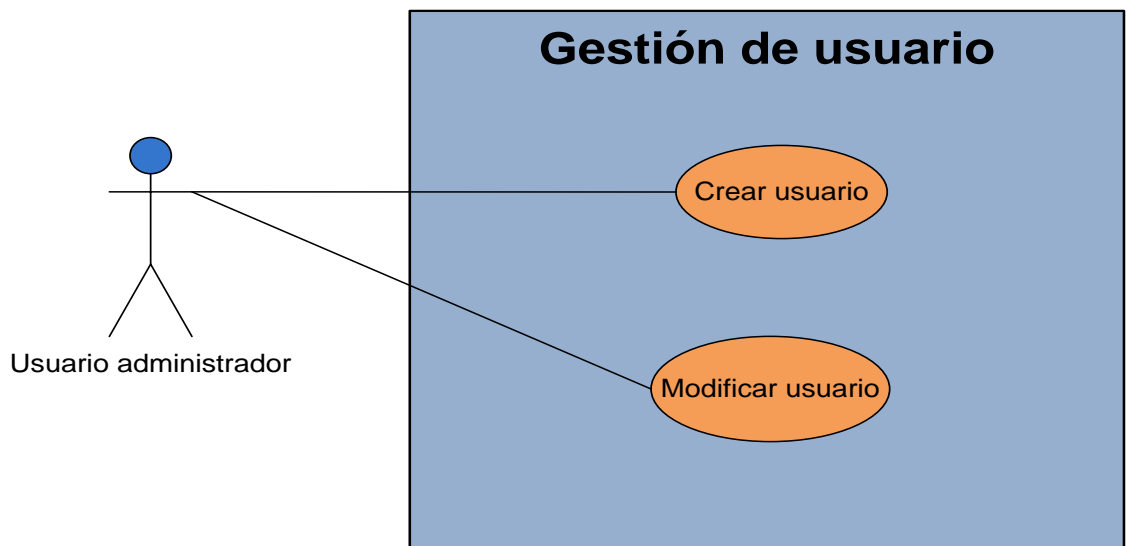 Gestión de usuario
Crear usuario
Modificar usuario
Usuario administrador